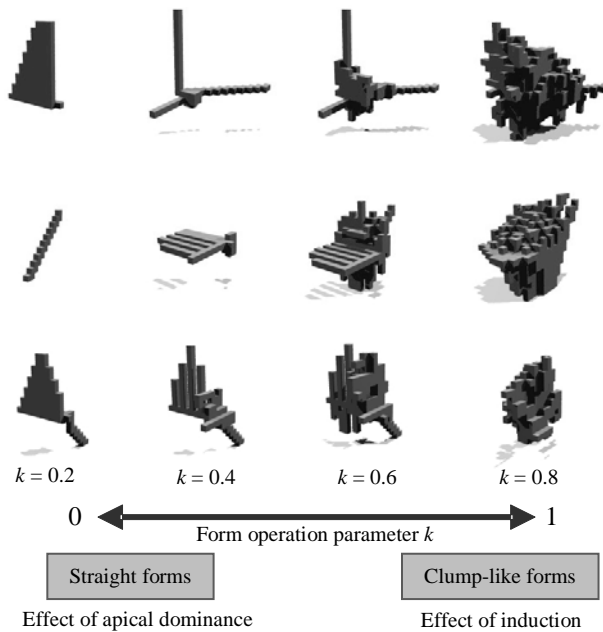 k = 0.2 k = 0.4 k = 0.6 k = 0.8
0 1
Form operation parameter k
Straight forms Clump-like forms
Effect of apical dominance Effect of induction